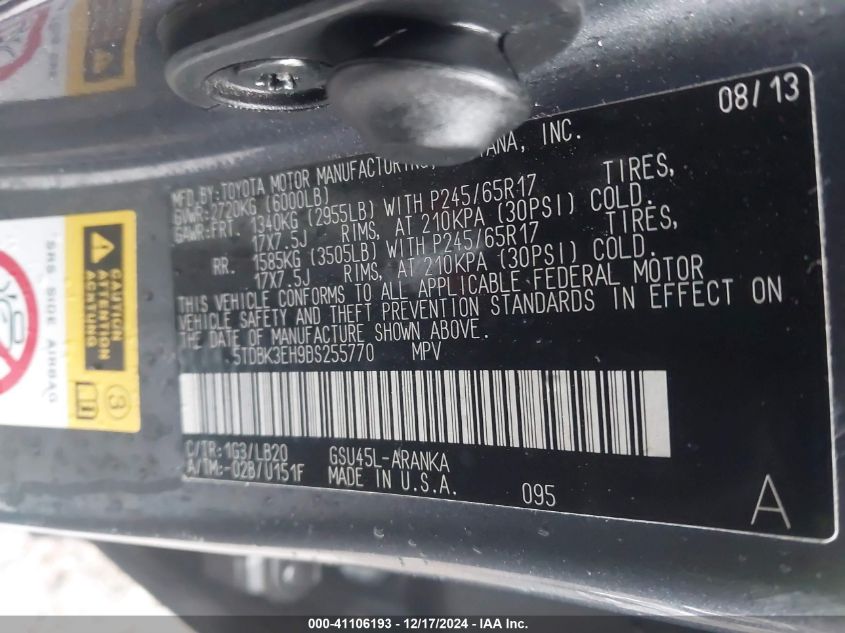 08/13
MFD.BY:TOYOTA MOTOR MANUFACTURING, INC.
GVWR:2720KG (6000LB)
GAWR:FRT. 1340KG (2955LB) WITH P245/65R17 TIRES,
17X7.5J RIMS, AT 210KPA (30PSI) COLD.
RR. 1585KG (3505LB) WITH P245/65R17 TIRES,
17X7.5J RIMS, AT 210KPA (30PSI) COLD.
THIS VEHICLE CONFORMS TO ALL APPLICABLE FEDERAL MOTOR
VEHICLE SAFETY AND THEFT PREVENTION STANDARDS IN EFFECT ON
THE DATE OF MANUFACTURE SHOWN ABOVE.
5TDBK3EH9DS255770 MPV
C/TR:1G3/LB20 GSU45L-ARANKA
A/TM:-02B/U151F MADE IN U.S.A.
095
A
SRS SIDE AIRBAG
CAUTION
ATTENTION
ACHTUNG
3
000-41106193 - 12/17/2024 - IAA Inc.